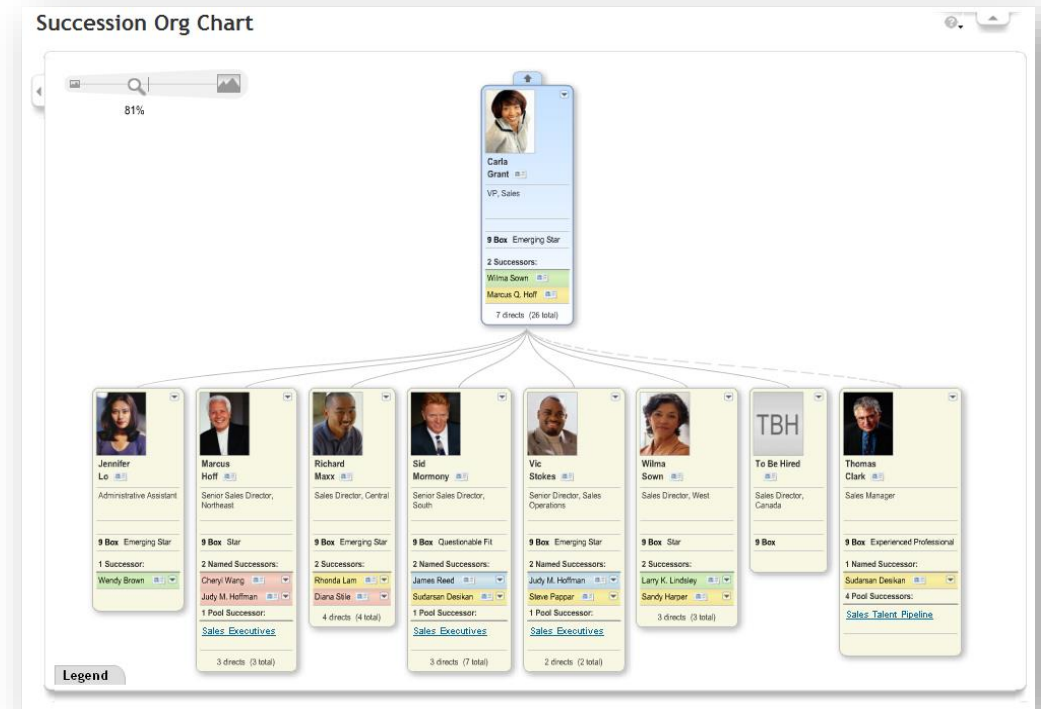 Succession Org Chart
81%
Carla
Grant
VP, Sales
9 Box Emerging Star
2 Successors:
Wilma Sown
Marcus Q. Hoff
7 directs (26 total)
Jennifer
Lo
Administrative Assistant
9 Box Emerging Star
1 Successor:
Wendy Brown
Marcus
Hoff
Senior Sales Director,
Northeast
9 Box Star
2 Named Successors:
Cheryl Wang
Judy M. Hoffman
1 Pool Successor:
Sales Executives
3 directs (3 total)
Richard
Maxx
Sales Director, Central
9 Box Emerging Star
2 Successors:
Rhonda Lam
Diana Stile
4 directs (4 total)
Sid
Mormony
Senior Sales Director,
South
9 Box Questionable Fit
2 Named Successors:
James Reed
Sudarsan Desikan
1 Pool Successor:
Sales Executives
3 directs (7 total)
Vic
Stokes
Senior Director, Sales
Operations
9 Box Emerging Star
2 Named Successors:
Judy M. Hoffman
Steve Pappar
1 Pool Successor:
Sales Executives
2 directs (2 total)
Wilma
Sown
Sales Director, West
9 Box Star
2 Successors:
Larry K. Lindsley
Sandy Harper
3 directs (3 total)
TBH
To Be Hired
Sales Director,
Canada
9 Box
Thomas
Clark
Sales Manager
9 Box Experienced Professional
1 Named Successor:
Sudarsan Desikan
4 Pool Successors:
Sales Talent Pipeline
Legend